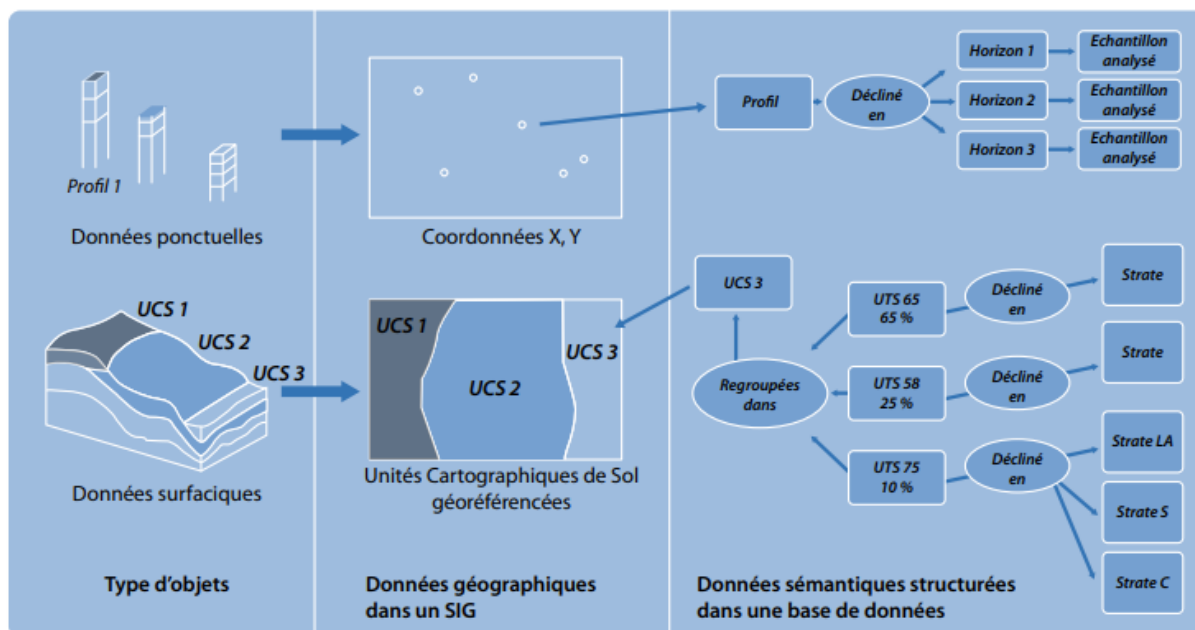 Profil 1
Données ponctuelles
Coordonnées X, Y
Profil
Décliné
en
Horizon 1
Echantillon
analysé
Horizon 2
Echantillon
analysé
Horizon 3
Echantillon
analysé
UCS 1
UCS 2
UCS 3
Données surfaciques
UCS 1
UCS 2
UCS 3
Unités Cartographiques de Sol
géoréférencées
UCS 3
Regroupées
dans
UTS 65
65 %
Décliné
en
Strate
UTS 58
25 %
Décliné
en
Strate
UTS 75
10 %
Décliné
en
Strate LA
Strate S
Strate C
Type d'objets
Données géographiques
dans un SIG
Données sémantiques structurées
dans une base de données